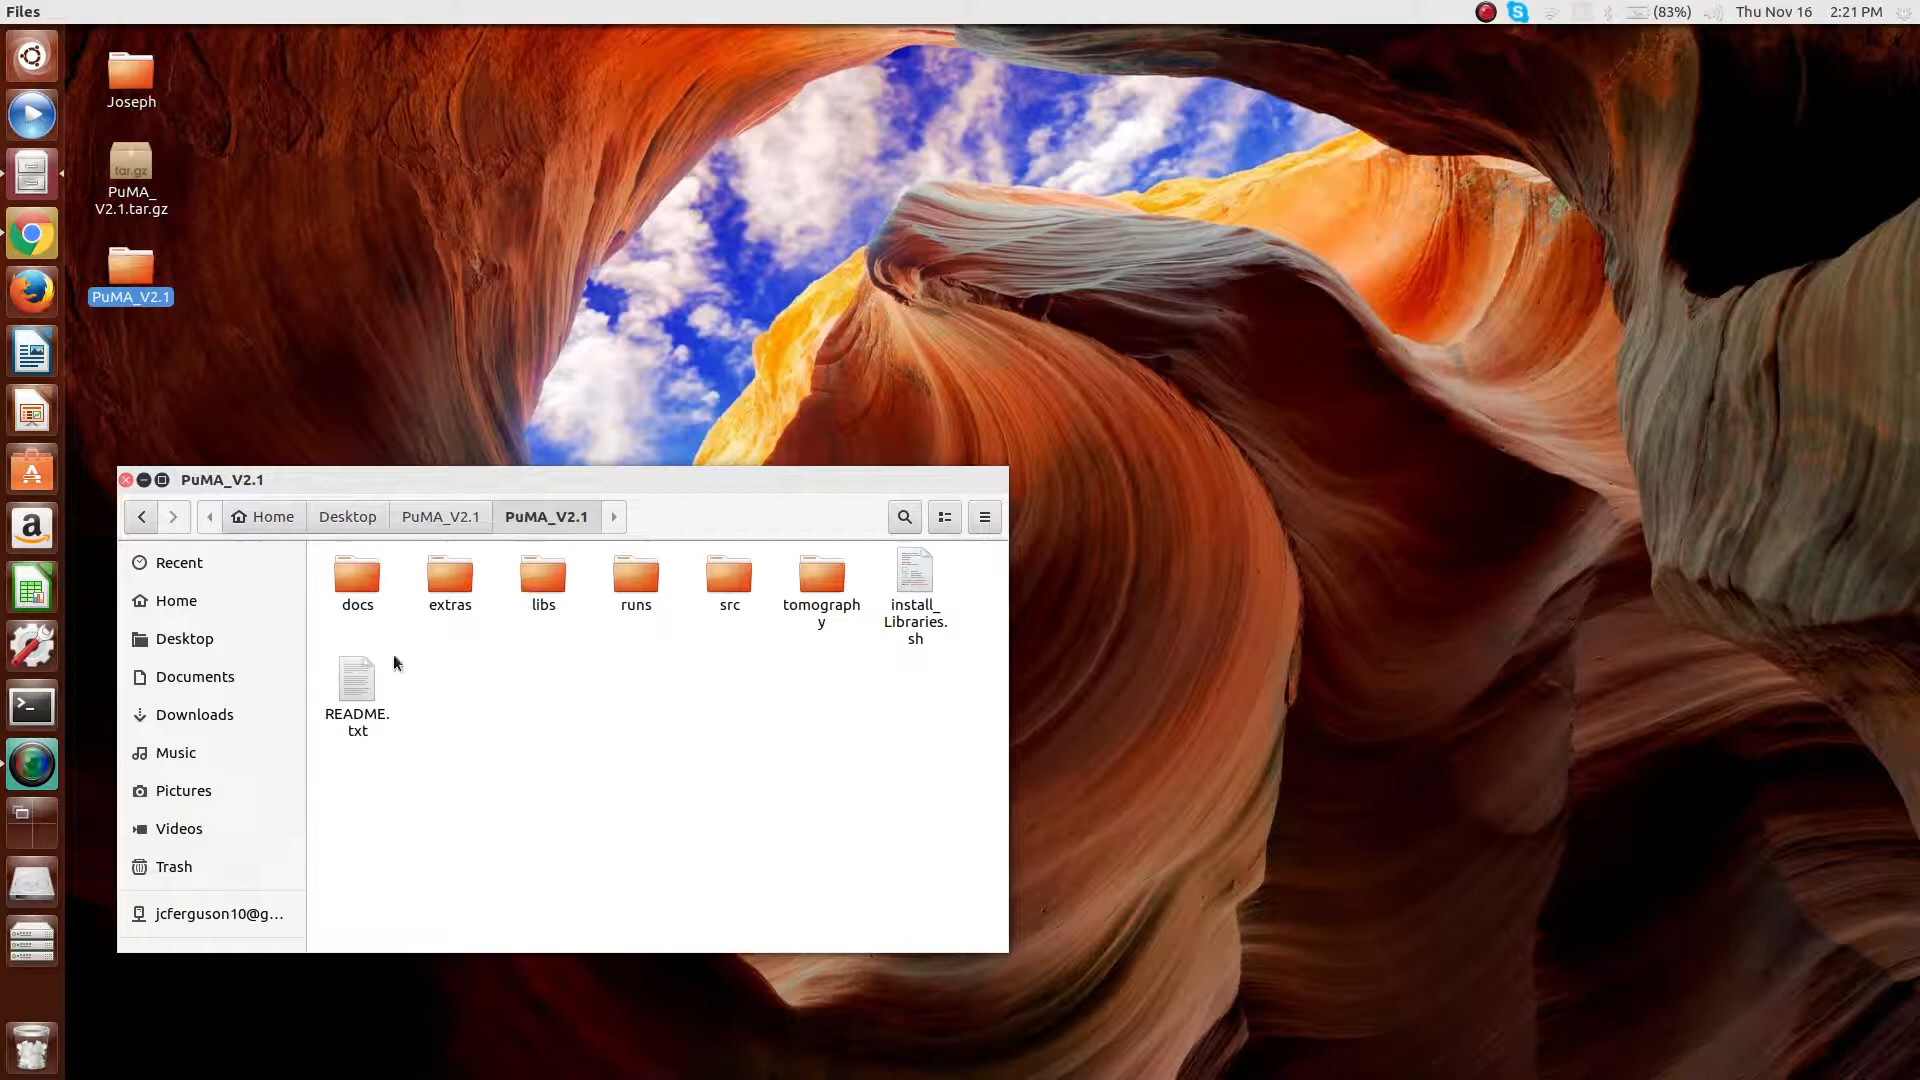 Files
(83%) Thu Nov 16 2:21 PM
Joseph
tar.gz
PuMA_
V2.1.tar.gz
PuMA_V2.1
PuMA_V2.1
Home Desktop PuMA_V2.1 PuMA_V2.1
Recent
Home
Desktop
Documents
Downloads
Music
Pictures
Videos
Trash
jcferguson10@g...
docs
extras
libs
runs
src
tomograph
y
install_
Libraries.
sh
README.
txt